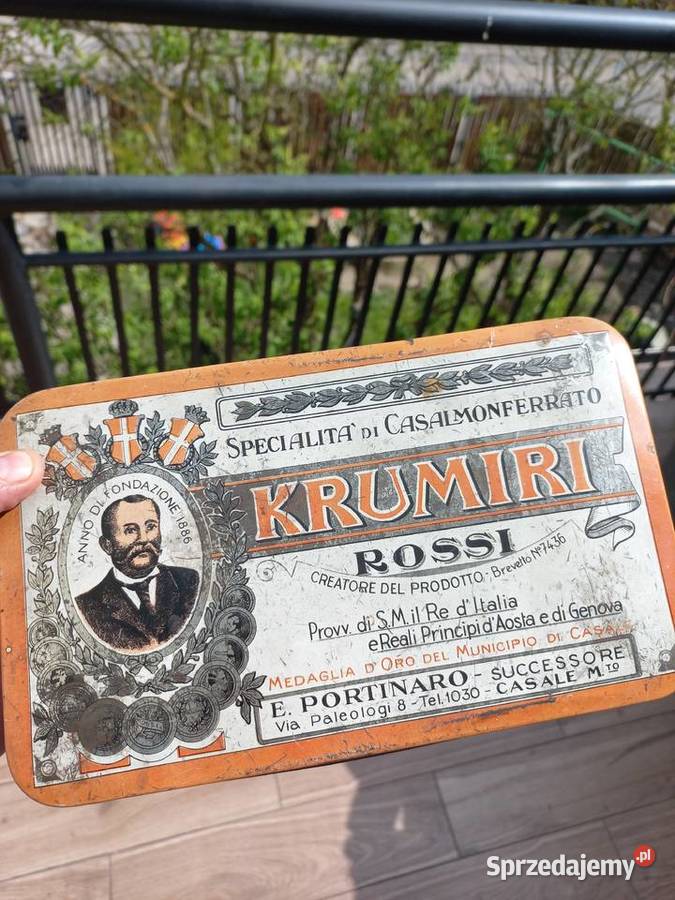 SPECIALITA' DI CASALMONFERRATO
ANNO DI FONDAZIONE 1886
KRUMIRI
ROSSI
CREATORE DEL PRODOTTO - Brevetto N° 7436
Provv. di S.M. il Re d'Italia
e Reali Principi d'Aosta e di Genova
MEDAGLIA D'ORO DEL MUNICIPIO DI CASALE
E. PORTINARO - SUCCESSORE
Via Paleologi 8 - Tel. 1030 - CASALE M.TO
Sprzedajemy.pl